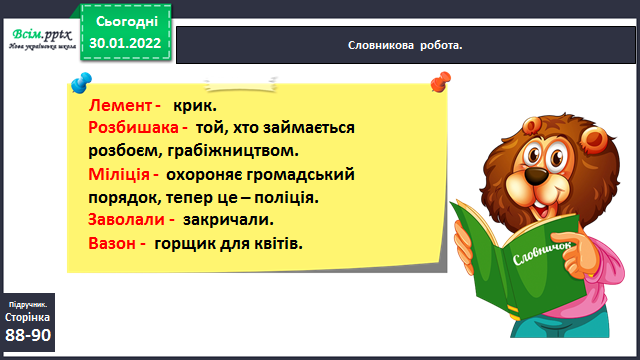 Всім.pptx
Нова українська школа
Сьогодні
30.01.2022
Словникова робота.
Лемент - крик.
Розбишака - той, хто займається
розбоєм, грабіжництвом.
Міліція - охороняє громадський
порядок, тепер це – поліція.
Заволали - закричали.
Вазон - горщик для квітів.
Словничок
Підручник.
Сторінка
88-90